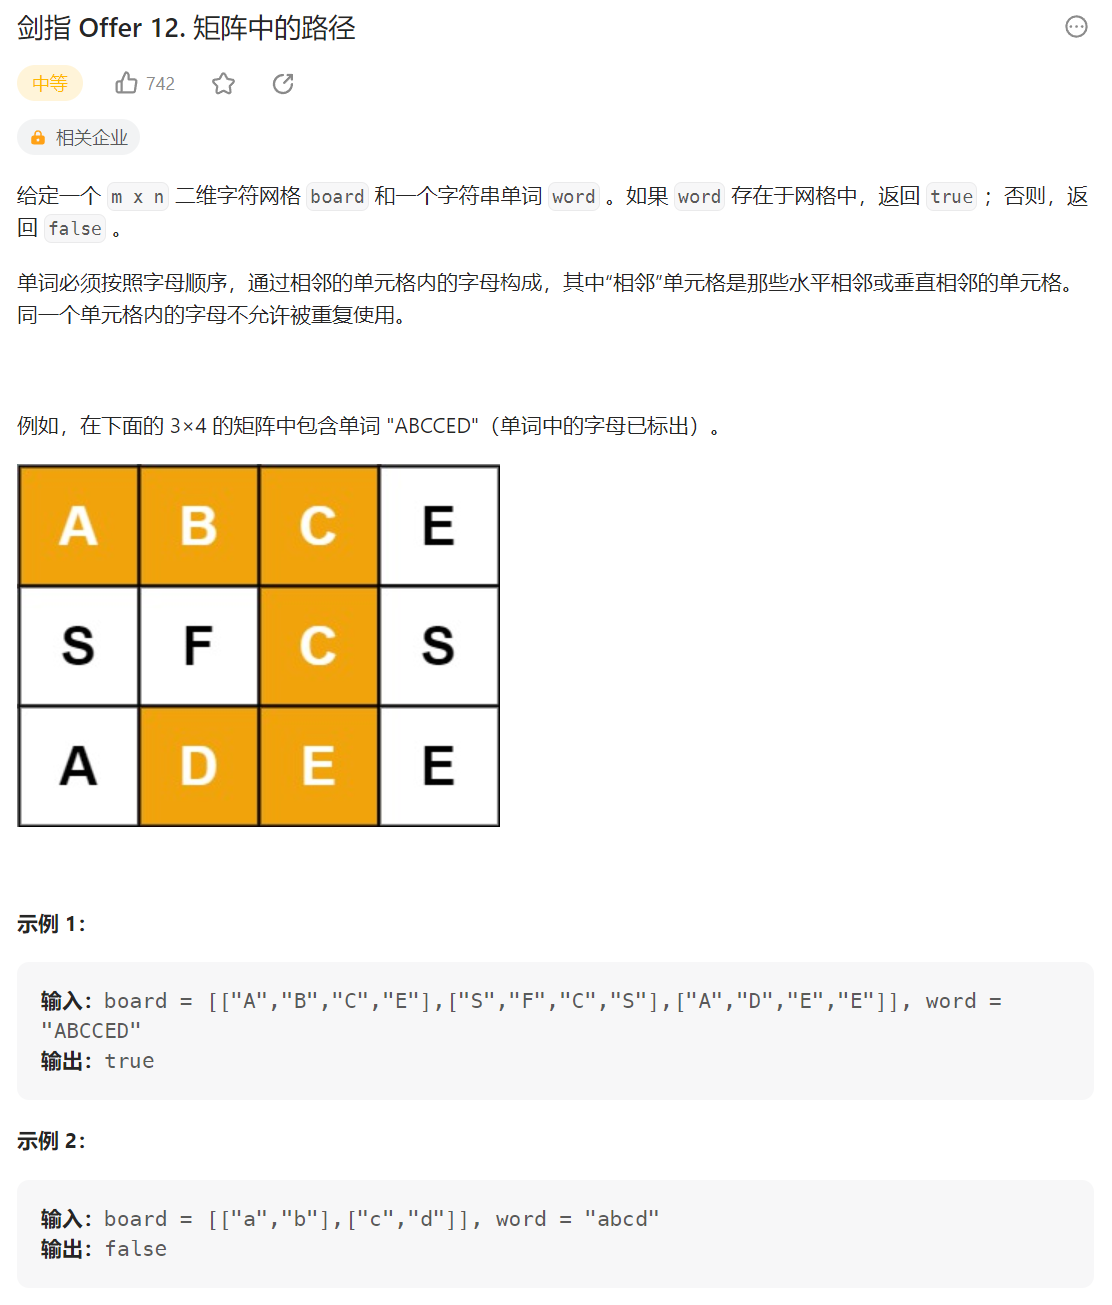 剑指 Offer 12. 矩阵中的路径
中等 742
相关企业
给定一个 m x n 二维字符网格 board 和一个字符串单词 word 。如果 word 存在于网格中，返回 true ；否则，返
回 false 。
单词必须按照字母顺序，通过相邻的单元格内的字母构成，其中“相邻”单元格是那些水平相邻或垂直相邻的单元格。
同一个单元格内的字母不允许被重复使用。
例如，在下面的 3×4 的矩阵中包含单词 "ABCCED"（单词中的字母已标出）。
A B C E
S F C S
A D E E
示例 1：
输入：board = [["A","B","C","E"],["S","F","C","S"],["A","D","E","E"]], word =
"ABCCED"
输出：true
示例 2：
输入：board = [["a","b"],["c","d"]], word = "abcd"
输出：false